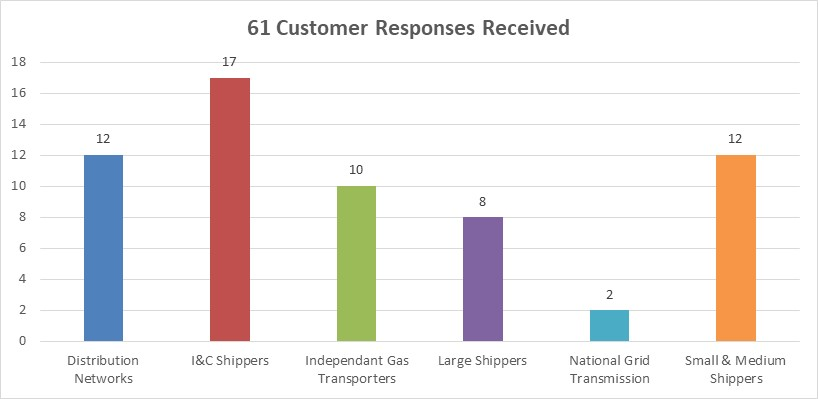 61 Customer Responses Received
18
16
14
12
10
8
6
4
2
0
12
17
10
8
2
12
Distribution
Networks
I&C Shippers
Independant Gas
Transporters
Large Shippers
National Grid
Transmission
Small & Medium
Shippers